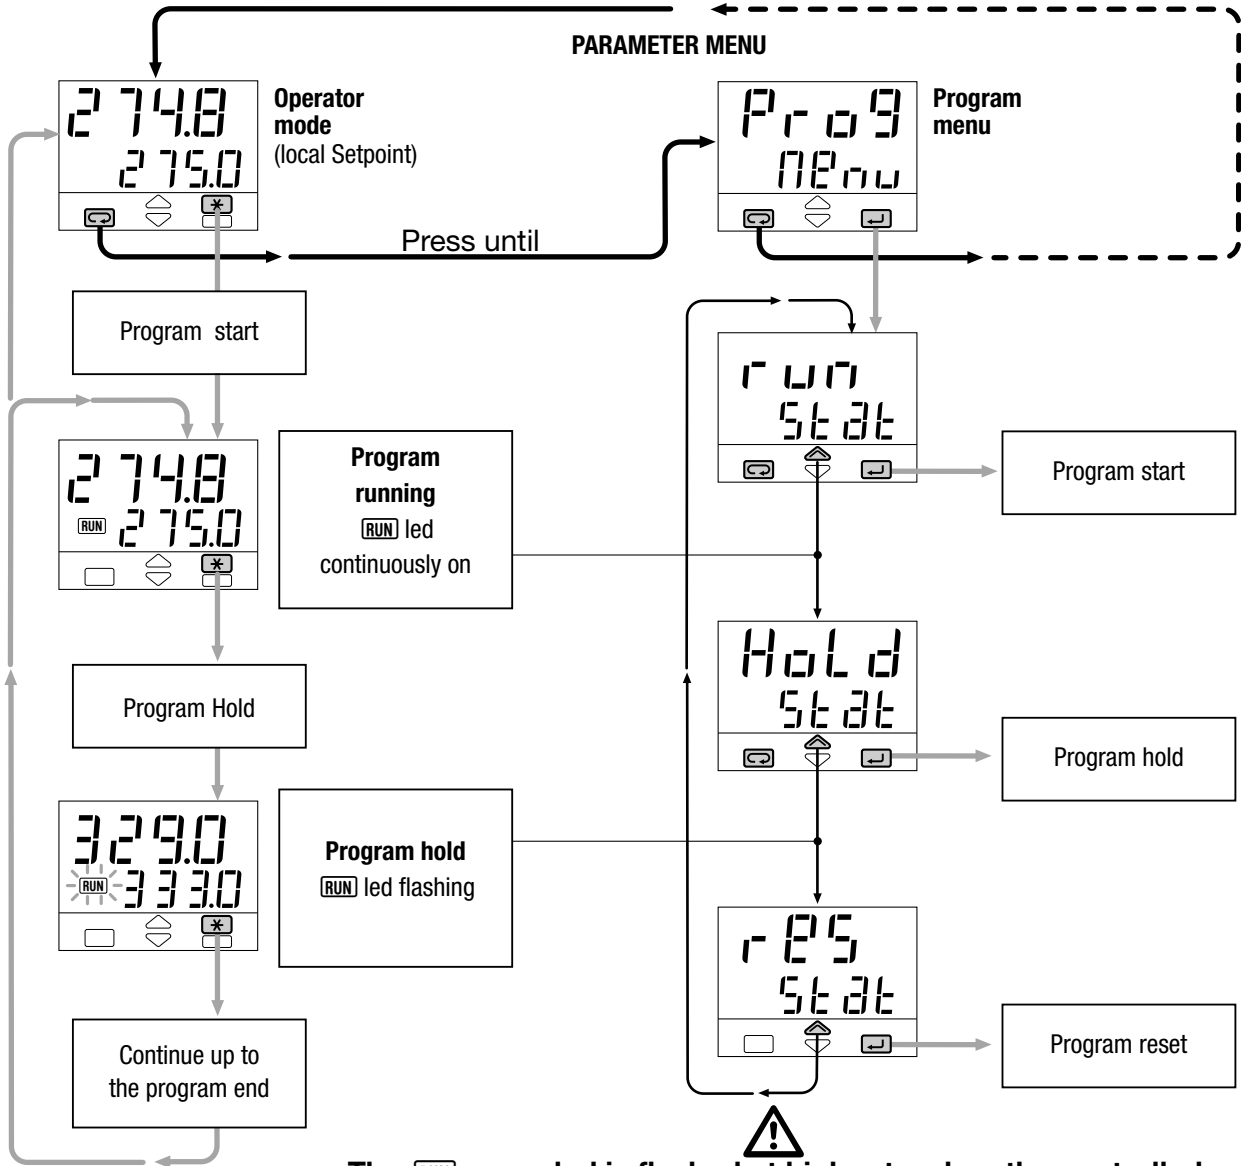 PARAMETER MENU
274.8
275.0
Operator
mode
(local Setpoint)
Prog
MEnu
Program
menu
Press until
Program start
274.8
RUN 275.0
Program
running
RUN led
continuously on
run
Stat
Program start
Program Hold
HoLd
Stat
Program hold
329.0
RUN 333.0
Program hold
RUN led flashing
rES
Stat
Program reset
Continue up to
the program end